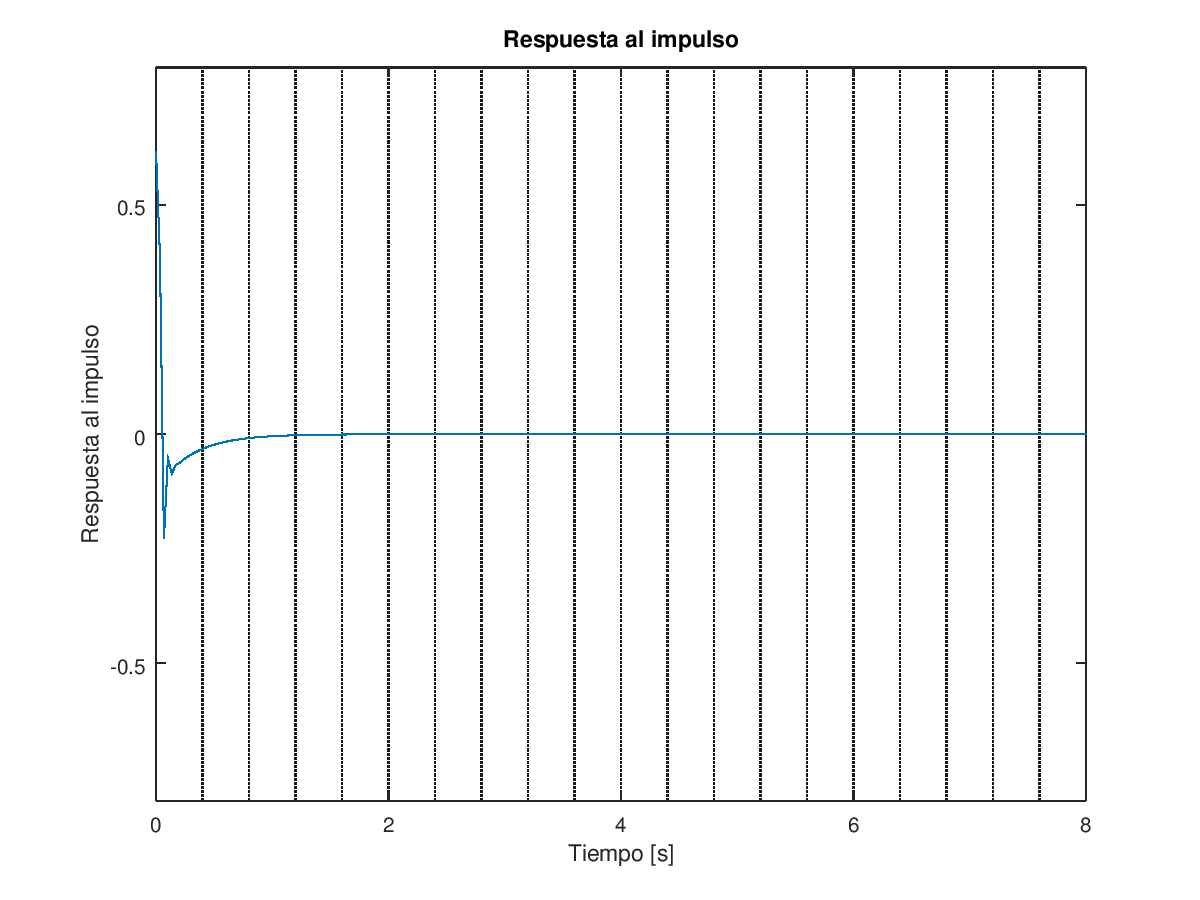 Respuesta al impulso
0.5
0
-0.5
Respuesta al impulso
0 2 4 6 8
Tiempo [s]